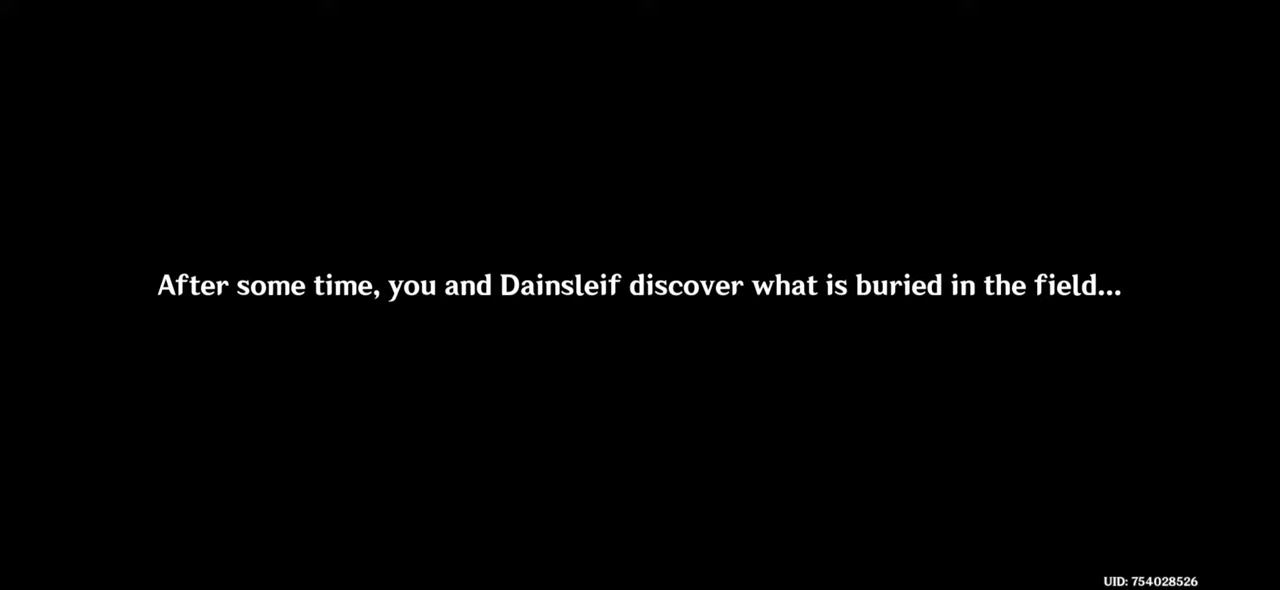 After some time, you and Dainsleif discover what is buried in the field...
UID: 754028526